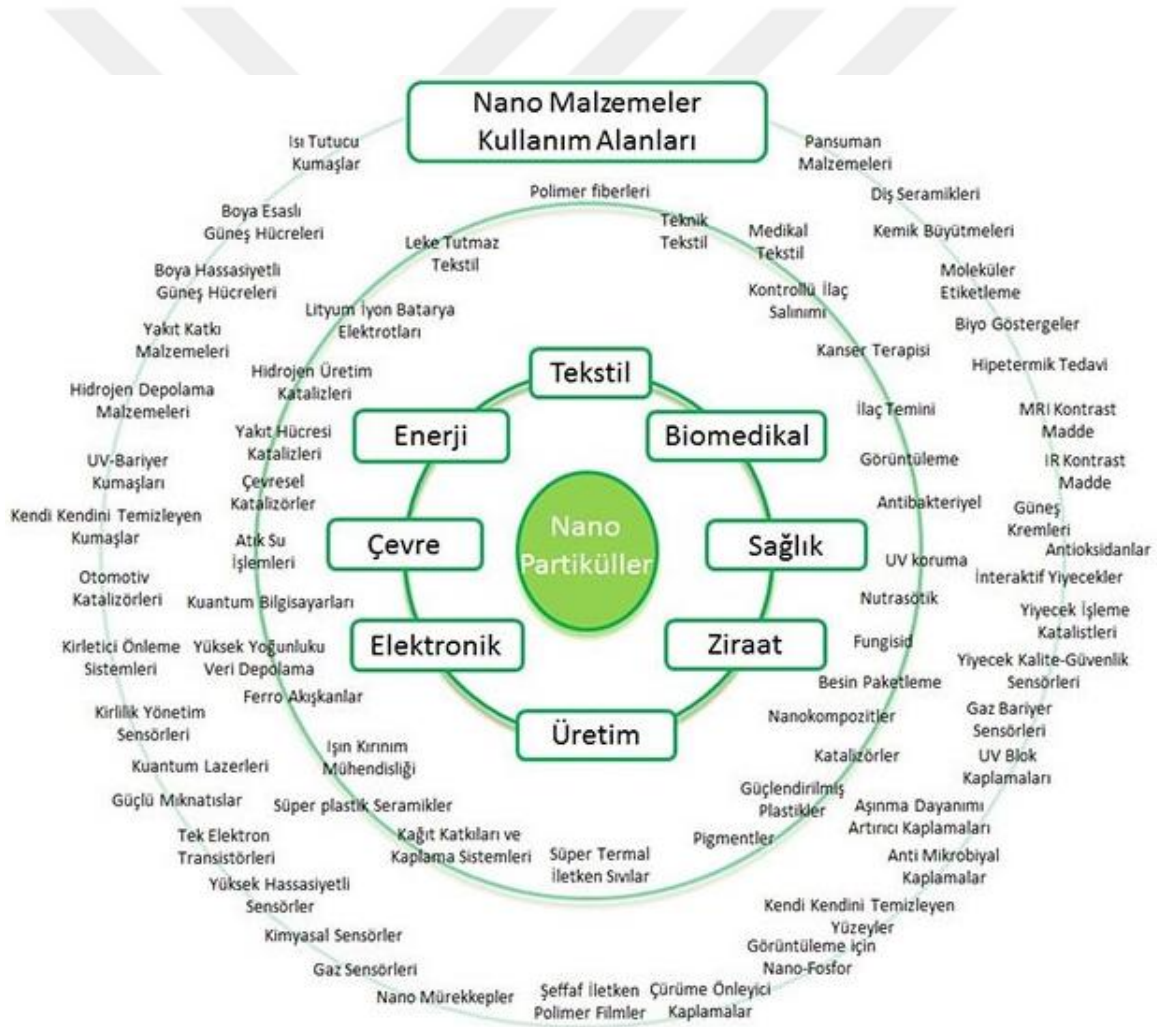 Nano Malzemeler
Kullanım Alanları
Isı Tutucu
Kumaşlar
Pansuman
Malzemeleri
Polimer fiberleri
Diş Seramikleri
Boya Esaslı
Güneş Hücreleri
Leke Tutmaz
Tekstil
Teknik
Tekstil
Medikal
Tekstil
Kemik Büyütmeleri
Boya Hassasiyetli
Güneş Hücreleri
Kontrollü İlaç
Salınımı
Moleküler
Etiketleme
Lityum İyon Batarya
Elektrotları
Biyo Göstergeler
Yakıt Katkı
Malzemeleri
Kanser Terapisi
Hipetermik Tedavi
Hidrojen Üretim
Katalizleri
Tekstil
Hidrojen Depolama
Malzemeleri
İlaç Temini
MRI Kontrast
Madde
Yakıt Hücresi
Katalizleri
Enerji
Biomedikal
UV-Bariyer
Kumaşları
Görüntüleme
IR Kontrast
Madde
Çevresel
Katalizörler
Antibakteriyel
Güneş
Kremleri
Kendi Kendini Temizleyen
Kumaşlar
Atık Su
İşlemleri
Çevre
Nano
Partiküller
Sağlık
UV koruma
Antioksidanlar
Otomotiv
Katalizörleri
İnteraktif Yiyecekler
Kuantum Bilgisayarları
Nutrasötik
Yiyecek İşleme
Katalistleri
Kirletici Önleme
Sistemleri
Yüksek Yoğunluku
Veri Depolama
Elektronik
Ziraat
Fungisid
Yiyecek Kalite-Güvenlik
Sensörleri
Ferro Akışkanlar
Besin Paketleme
Kirlilik Yönetim
Sensörleri
Üretim
Nanokompozitler
Gaz Bariyer
Sensörleri
Işın Kırınım
Mühendisliği
Katalizörler
UV Blok
Kaplamaları
Kuantum Lazerleri
Güçlü Mıknatıslar
Süper plastik Seramikler
Güçlendirilmiş
Plastikler
Aşınma Dayanımı
Artırıcı Kaplamaları
Tek Elektron
Transistörleri
Kağıt Katkıları ve
Kaplama Sistemleri
Süper Termal
İletken Sıvılar
Pigmentler
Anti Mikrobiyal
Kaplamalar
Yüksek Hassasiyetli
Sensörler
Kendi Kendini Temizleyen
Yüzeyler
Kimyasal Sensörler
Görüntüleme için
Nano-Fosfor
Gaz Sensörleri
Nano Mürekkepler
Şeffaf İletken
Polimer Filmler
Çürüme Önleyici
Kaplamalar